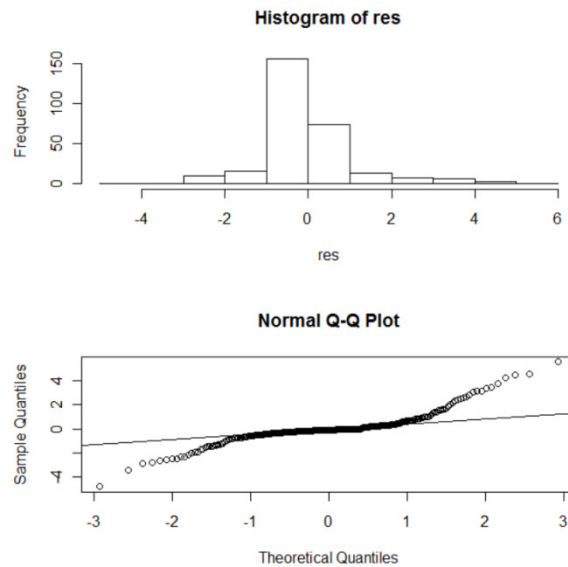 Histogram of res
Frequency
150
100
50
0
-4 -2 0 2 4 6
res
Normal Q-Q Plot
Sample Quantiles
4
2
0
-4
-3 -2 -1 0 1 2 3
Theoretical Quantiles